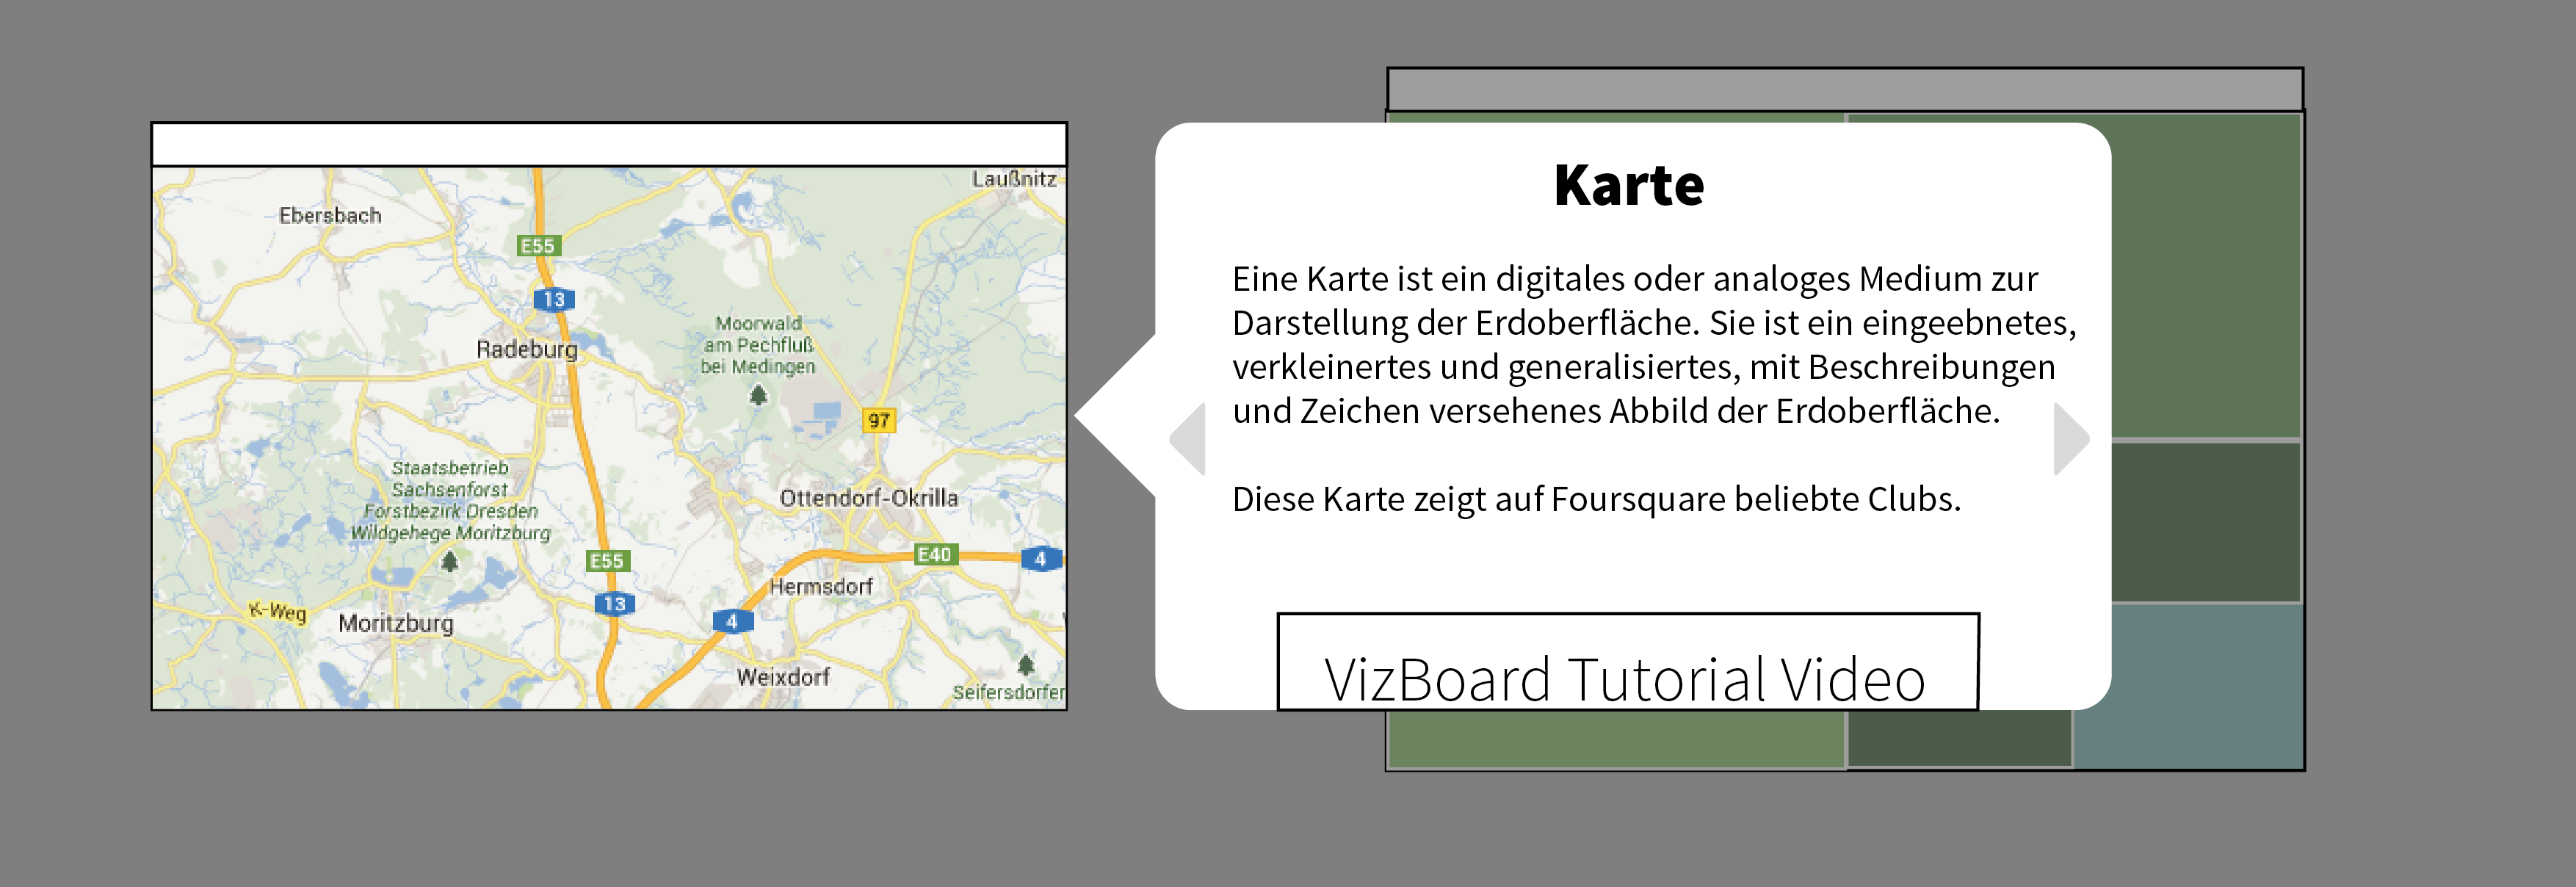 Laußnitz
Ebersbach
E55
13
Moorwald
am Pechfluß
bei Medingen
Radeburg
97
Staatsbetrieb
Sachsenforst
Forstbezirk Dresden
Wildgehege Moritzburg
Ottendorf-Okrilla
E55
E40
4
Hermsdorf
13
K-Weg
4
Moritzburg
Weixdorf
Seifersdorfer
Karte
Eine Karte ist ein digitales oder analoges Medium zur
Darstellung der Erdoberfläche. Sie ist ein eingeebnetes,
verkleinertes und generalisiertes, mit Beschreibungen
und Zeichen versehenes Abbild der Erdoberfläche.
Diese Karte zeigt auf Foursquare beliebte Clubs.
VizBoard Tutorial Video